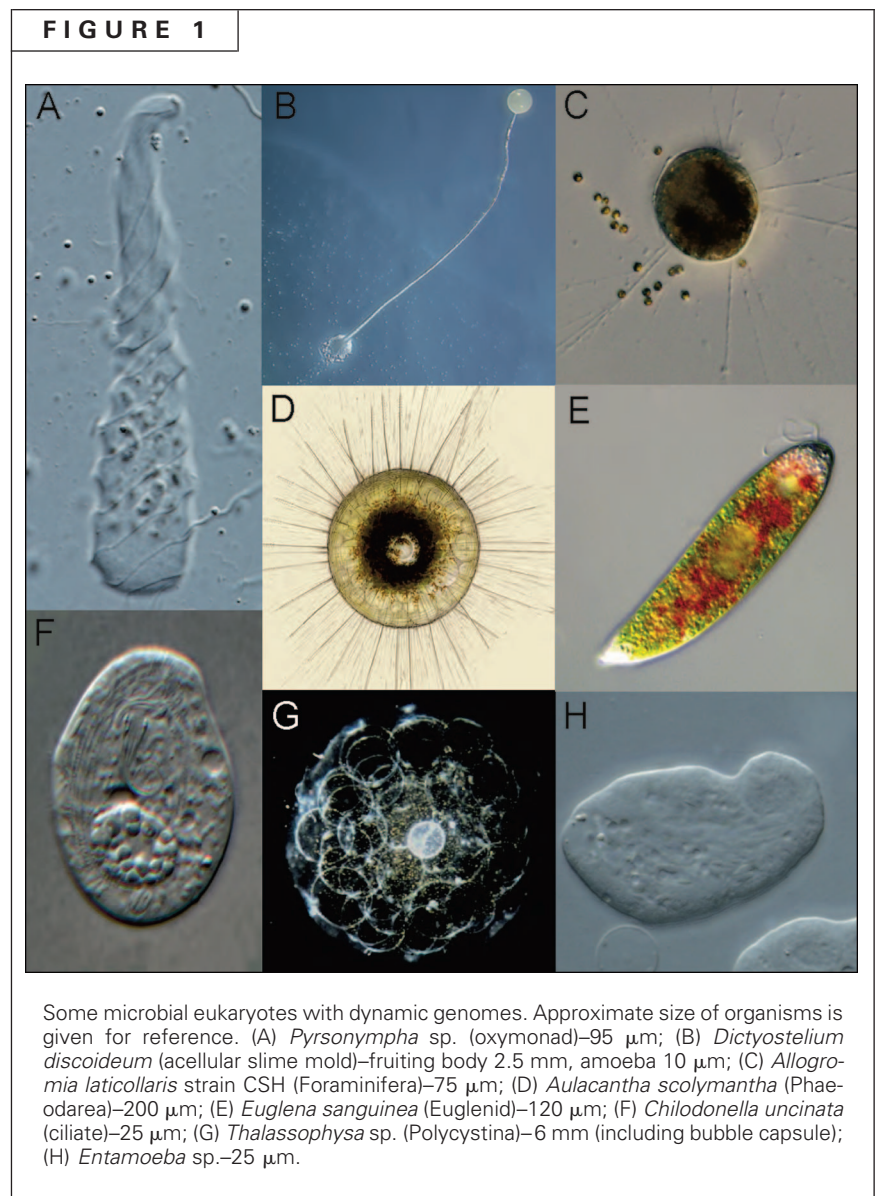 FIGURE 1
A
B
C
D
E
F
G
H
Some microbial eukaryotes with dynamic genomes. Approximate size of organisms is
given for reference. (A) Pyrsonympha sp. (oxymonad)–95 μm; (B) Dictyostelium
discoideum (acellular slime mold)–fruiting body 2.5 mm, amoeba 10 μm; (C) Allogro-
mia laticollaris strain CSH (Foraminifera)–75 μm; (D) Aulacantha scolymantha (Phae-
odarea)–200 μm; (E) Euglena sanguinea (Euglenid)–120 μm; (F) Chilodonella uncinata
(ciliate)–25 μm; (G) Thalassophysa sp. (Polycystina)–6 mm (including bubble capsule);
(H) Entamoeba sp.–25 μm.